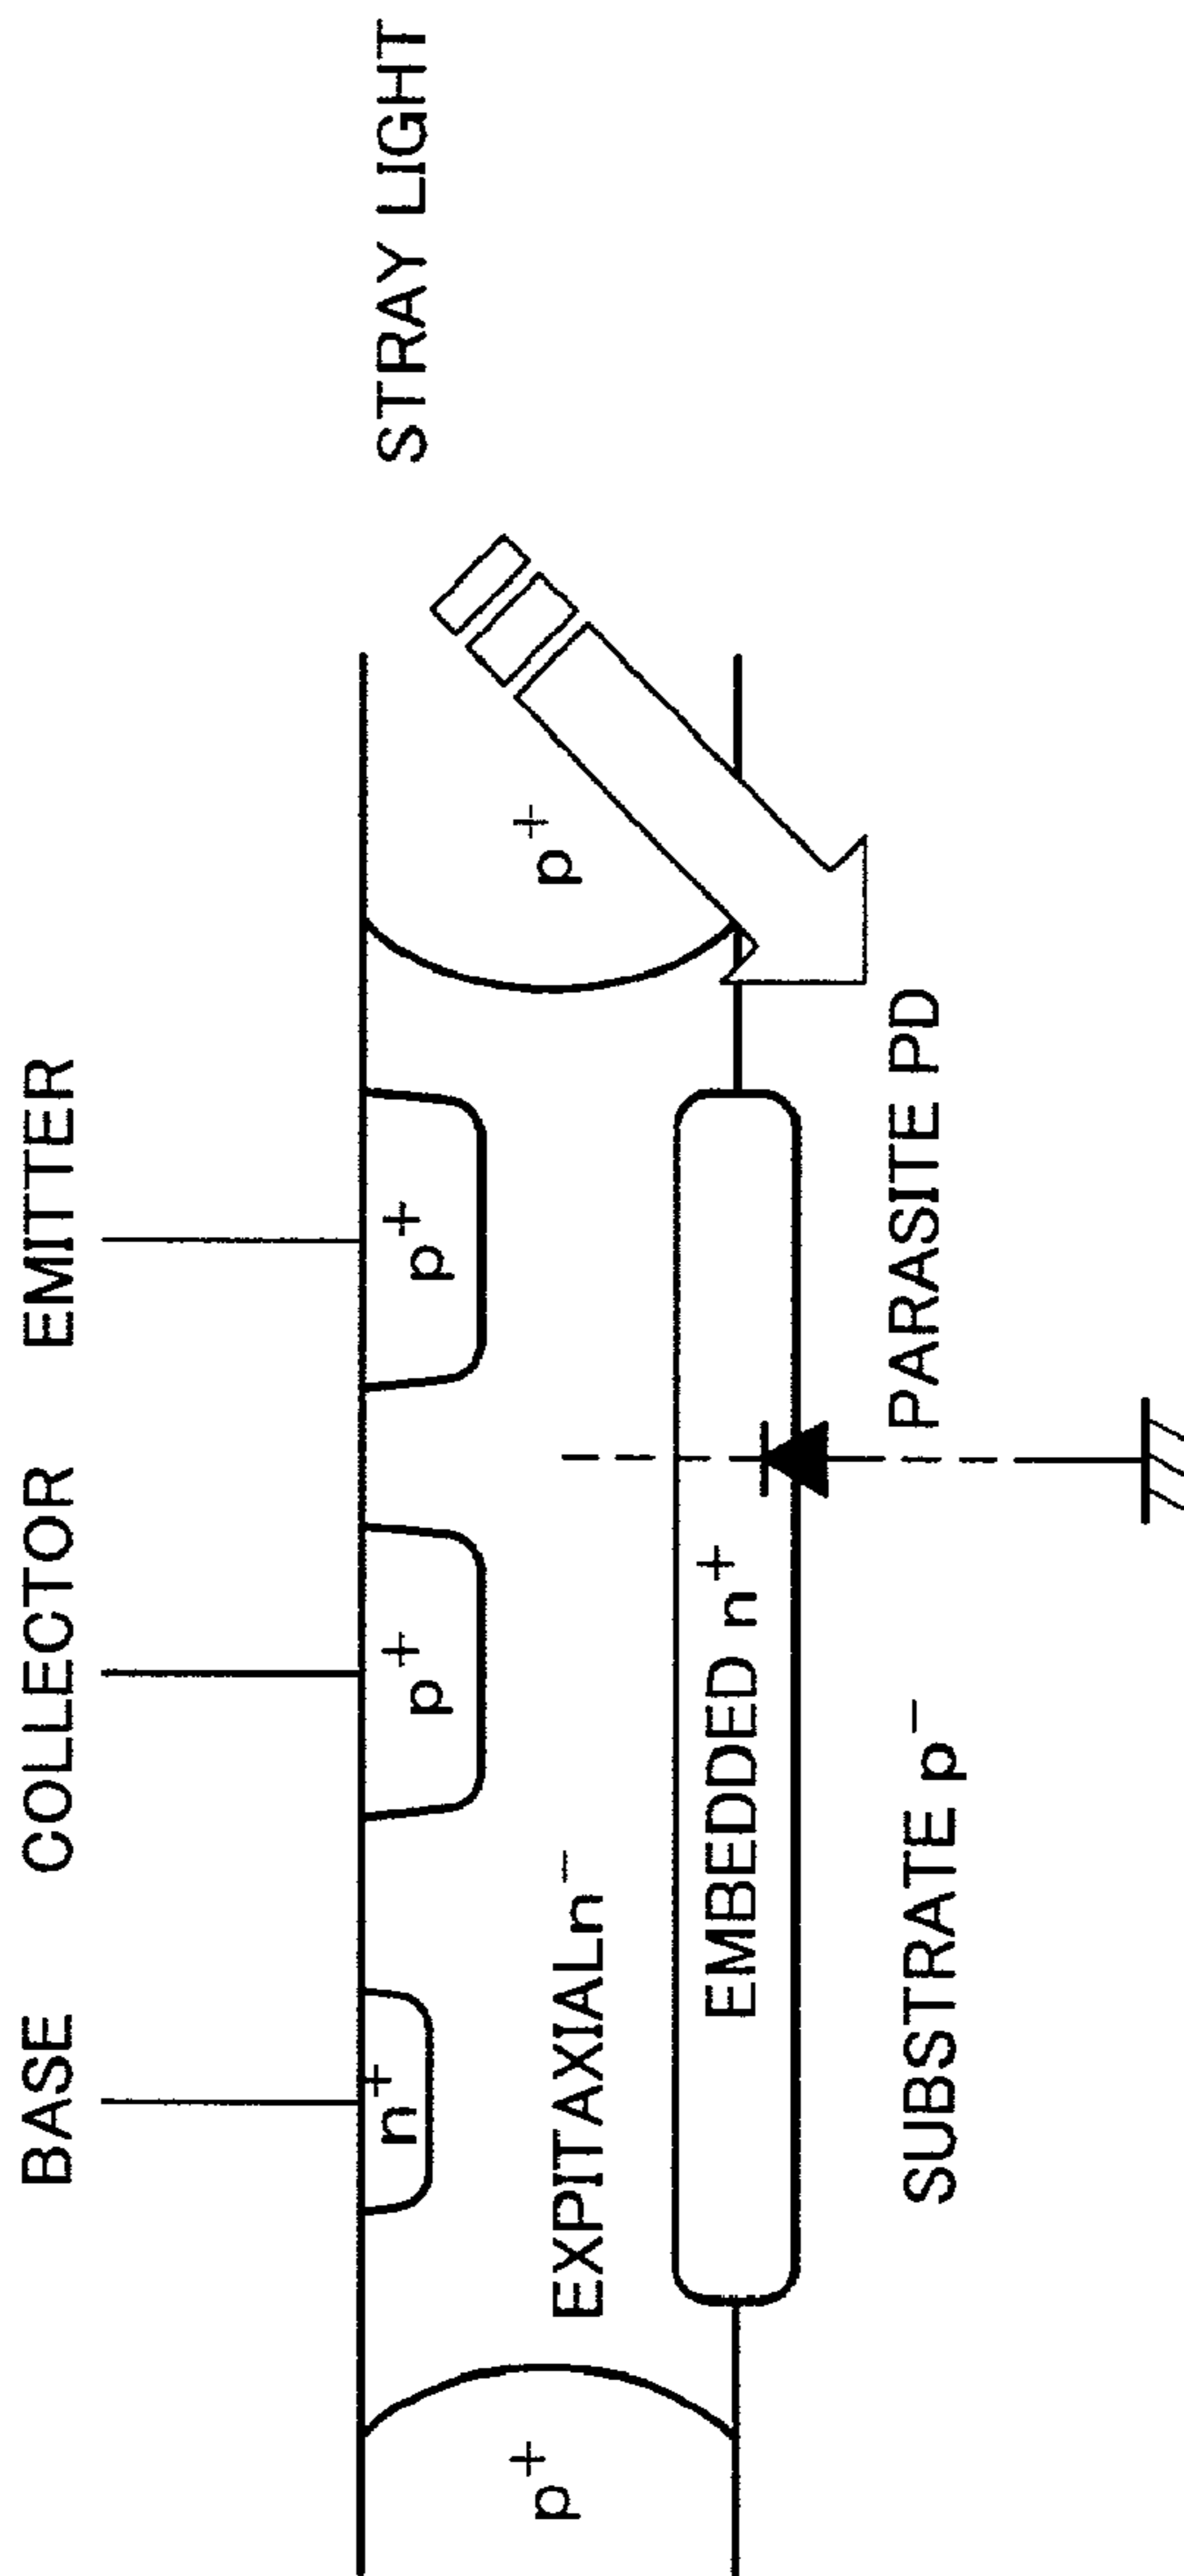 BASE
COLLECTOR
EMITTER
STRAY LIGHT
n+
p+
p+
p+
p+
EXPITAXIALn−
EMBEDDED n+
SUBSTRATE p−
PARASITE PD